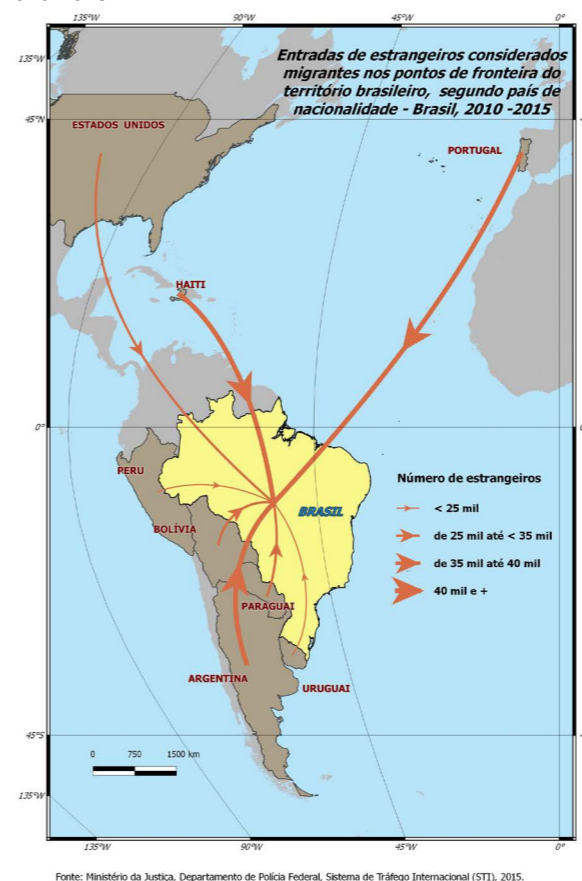 135°W 90°W 45°W 0°
Entradas de estrangeiros considerados
migrantes nos pontos de fronteira do
território brasileiro, segundo país de
nacionalidade - Brasil, 2010 -2015
135°W
45°N
ESTADOS UNIDOS
PORTUGAL
HAITI
0°
PERU
Número de estrangeiros
< 25 mil
BRASIL
BOLÍVIA
de 25 mil até < 35 mil
de 35 mil até 40 mil
40 mil e +
PARAGUAI
ARGENTINA
URUGUAI
45°S
0 750 1500 km
135°W
135°W 90°W 45°W 0°
Fonte: Ministério da Justiça, Departamento de Polícia Federal, Sistema de Tráfego Internacional (STI), 2015.